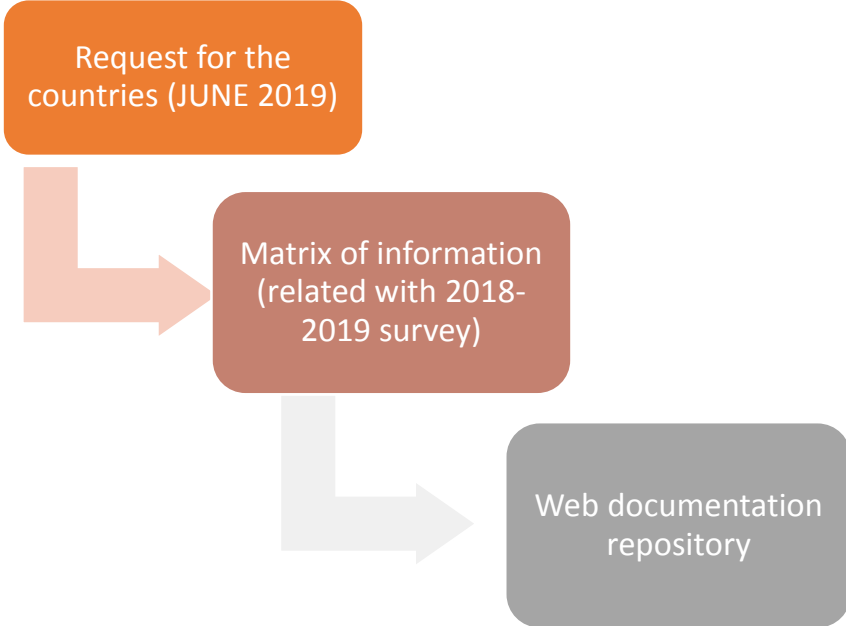 Request for the
countries (JUNE 2019)
Matrix of information
(related with 2018-
2019 survey)
Web documentation
repository